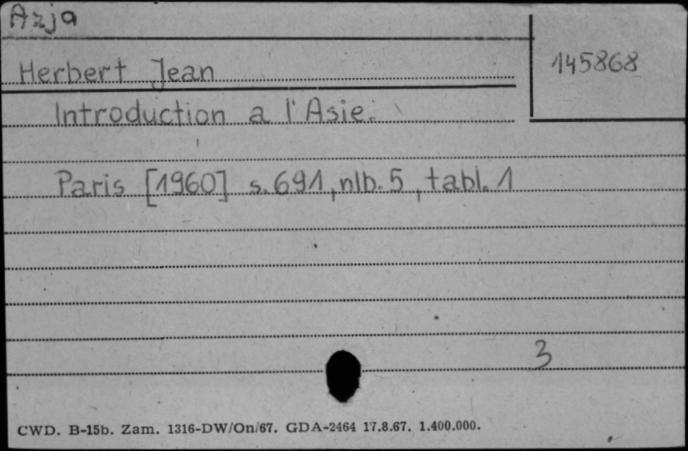 Azja
Herbert Jean
145868
Introduction a l'Asie.
Paris [1960] s. 691, nlb. 5, tabl. 1
3
CWD. B-15b. Zam. 1316-DW/On/67. GDA-2464 17.8.67. 1.400.000.